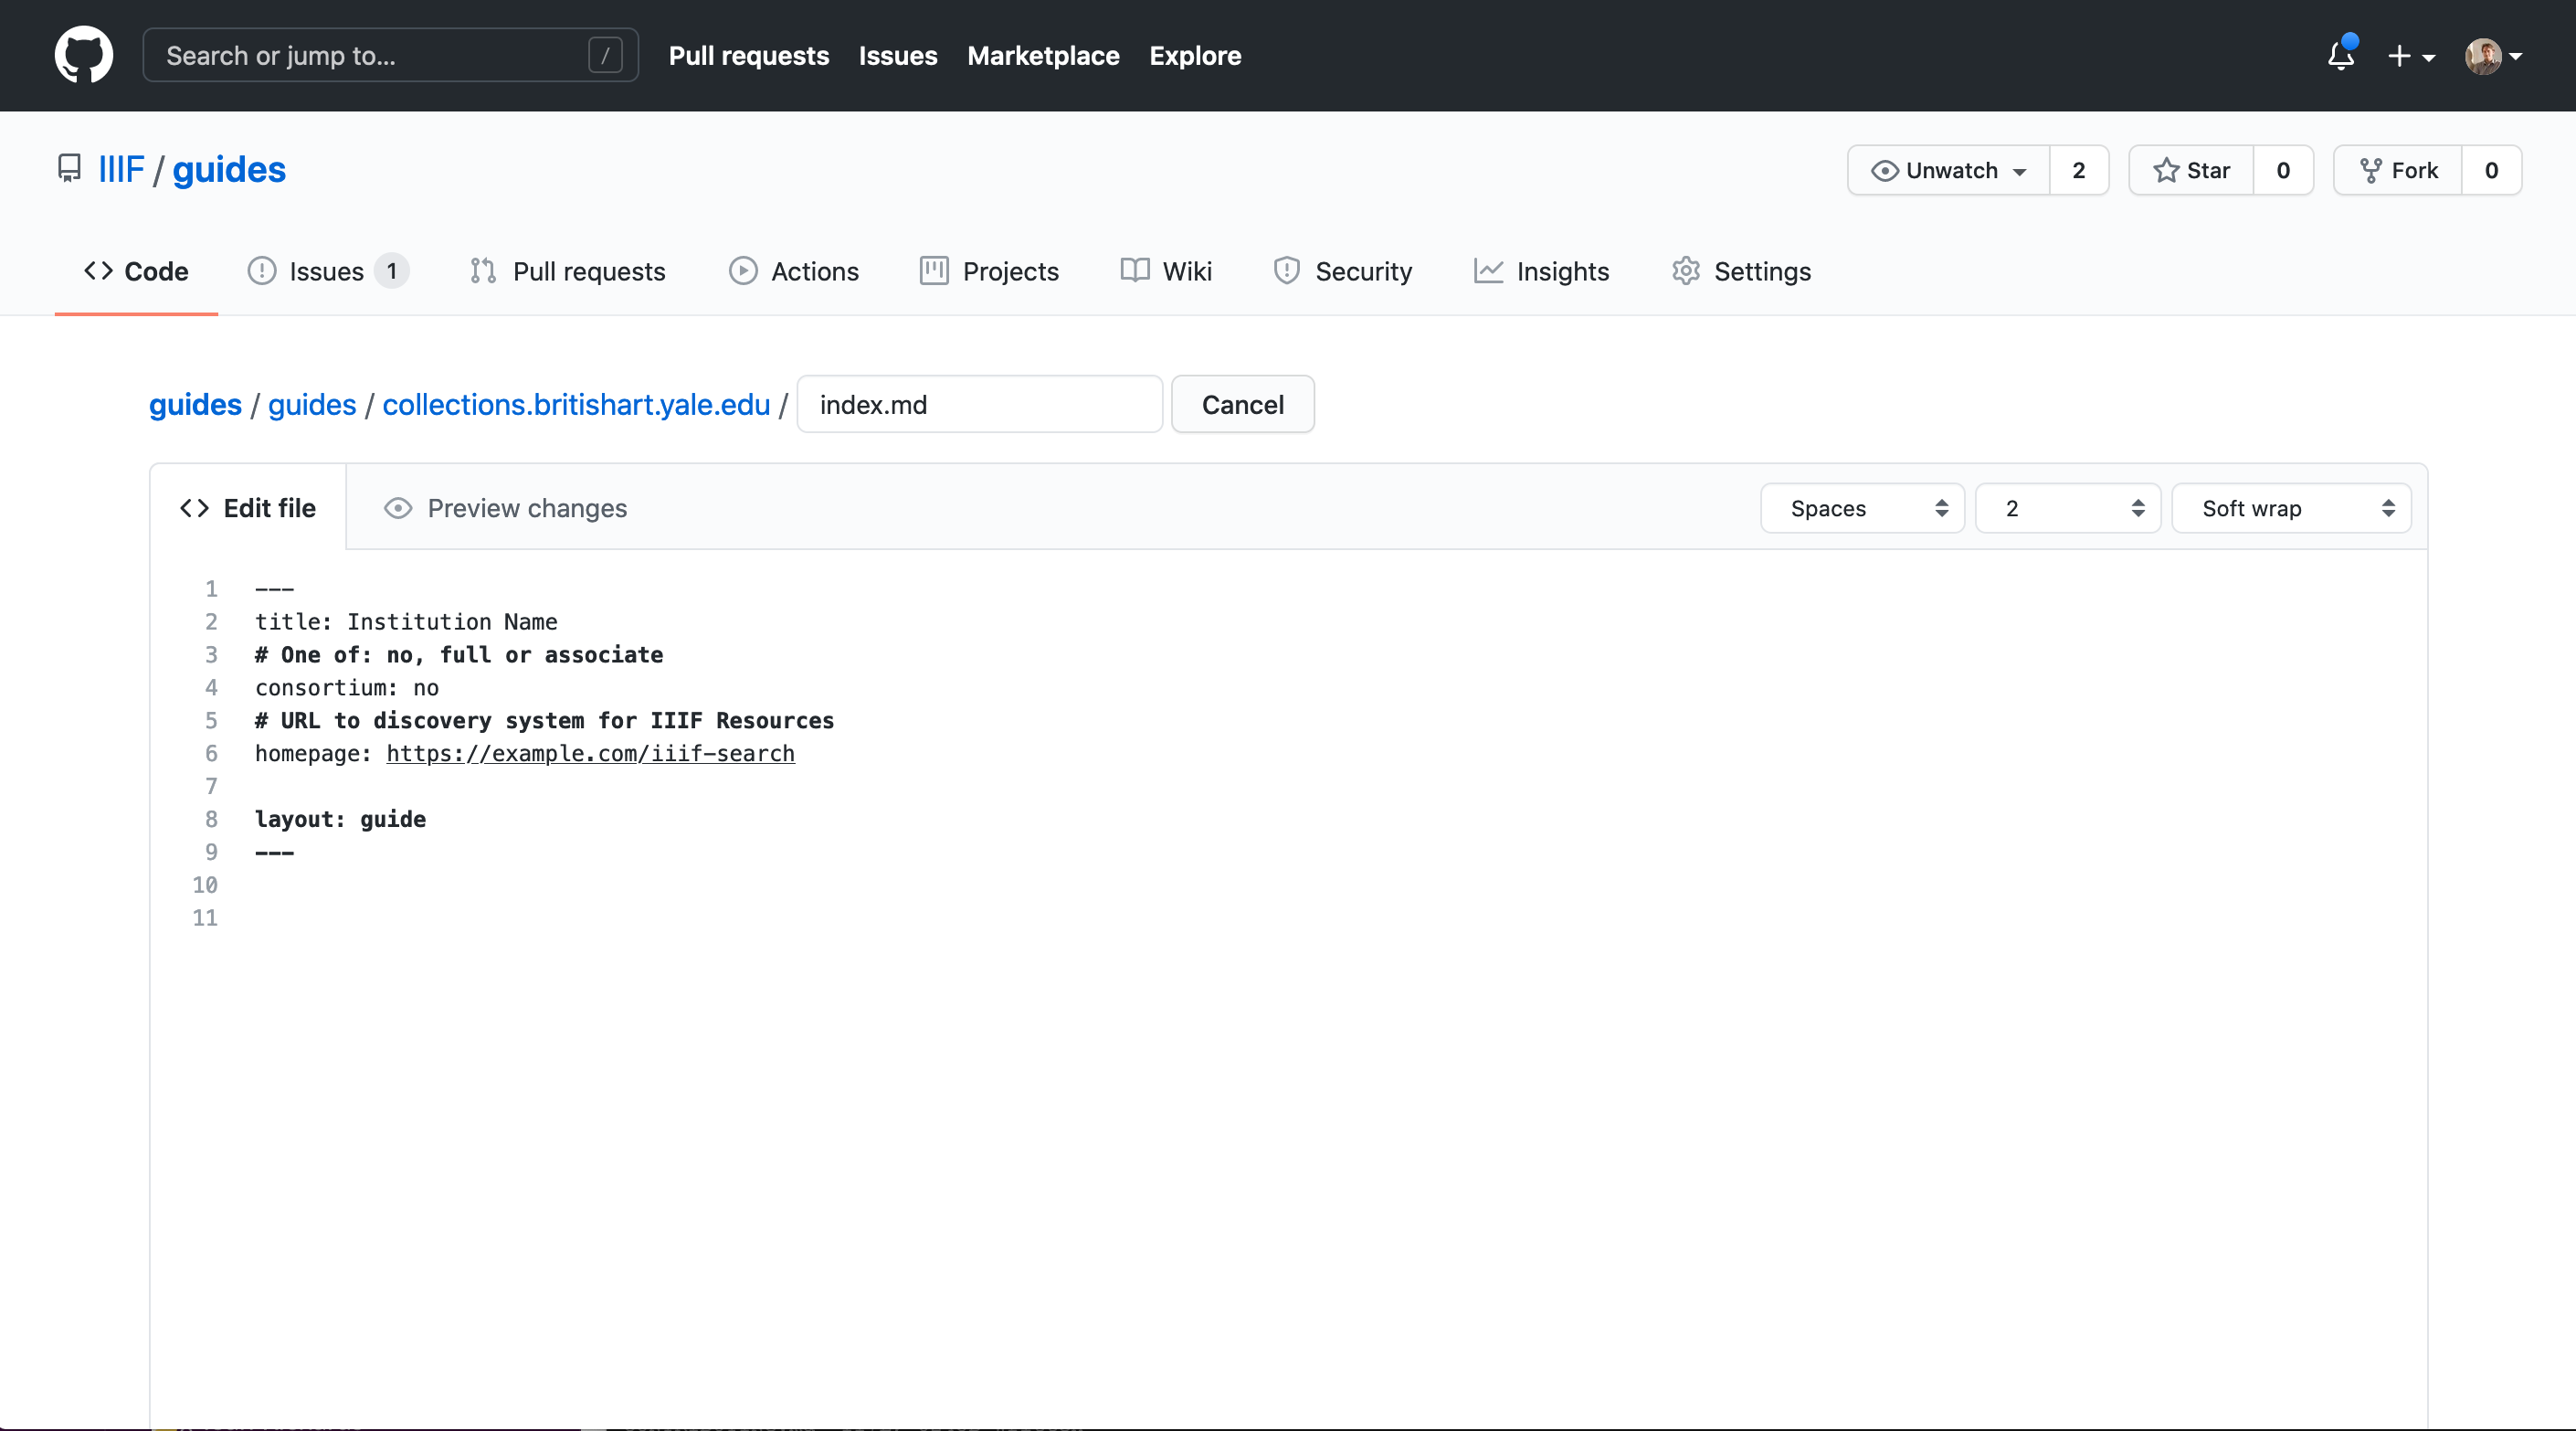 Search or jump to... / Pull requests Issues Marketplace Explore
IIIF / guides Unwatch 2 Star 0 Fork 0
Code Issues 1 Pull requests Actions Projects Wiki Security Insights Settings
guides / guides / collections.britishart.yale.edu / index.md Cancel
Edit file Preview changes Spaces 2 Soft wrap
1 ---
2 title: Institution Name
3 # One of: no, full or associate
4 consortium: no
5 # URL to discovery system for IIIF Resources
6 homepage: https://example.com/iiif-search
7
8 layout: guide
9 ---
10
11